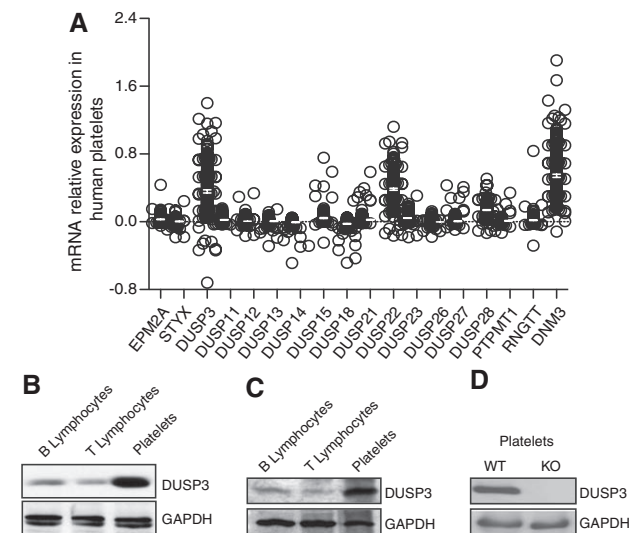 A
mRNA relative expression in
human platelets
2.4
1.6
0.8
0.0
-0.8
EPM2A
STYX
DUSP3
DUSP11
DUSP12
DUSP13
DUSP14
DUSP15
DUSP18
DUSP21
DUSP22
DUSP23
DUSP26
DUSP27
DUSP28
PTPMT1
RNGTT
DNM3
B
B Lymphocytes
T Lymphocytes
Platelets
DUSP3
GAPDH
C
B Lymphocytes
T Lymphocytes
Platelets
DUSP3
GAPDH
D
Platelets
WT KO
DUSP3
GAPDH